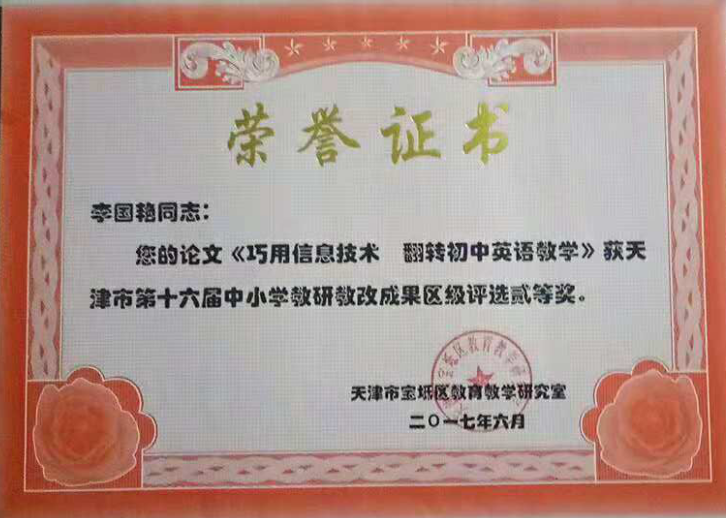 荣誉证书
李国艳同志：
您的论文《巧用信息技术　翻转初中英语教学》获天
津市第十六届中小学教研教改成果区级评选贰等奖。
天津市宝坻区教育教学研究室
二〇一七年六月